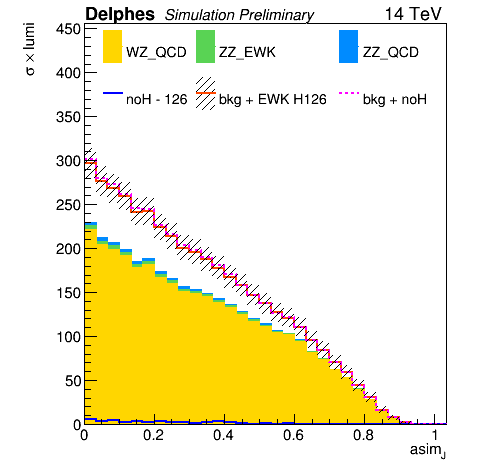 Delphes Simulation Preliminary 14 TeV
σ × lumi
WZ_QCD ZZ_EWK ZZ_QCD
noH - 126 bkg + EWK H126 bkg + noH
450
400
350
300
250
200
150
100
50
0
0 0.2 0.4 0.6 0.8 1
asim_J